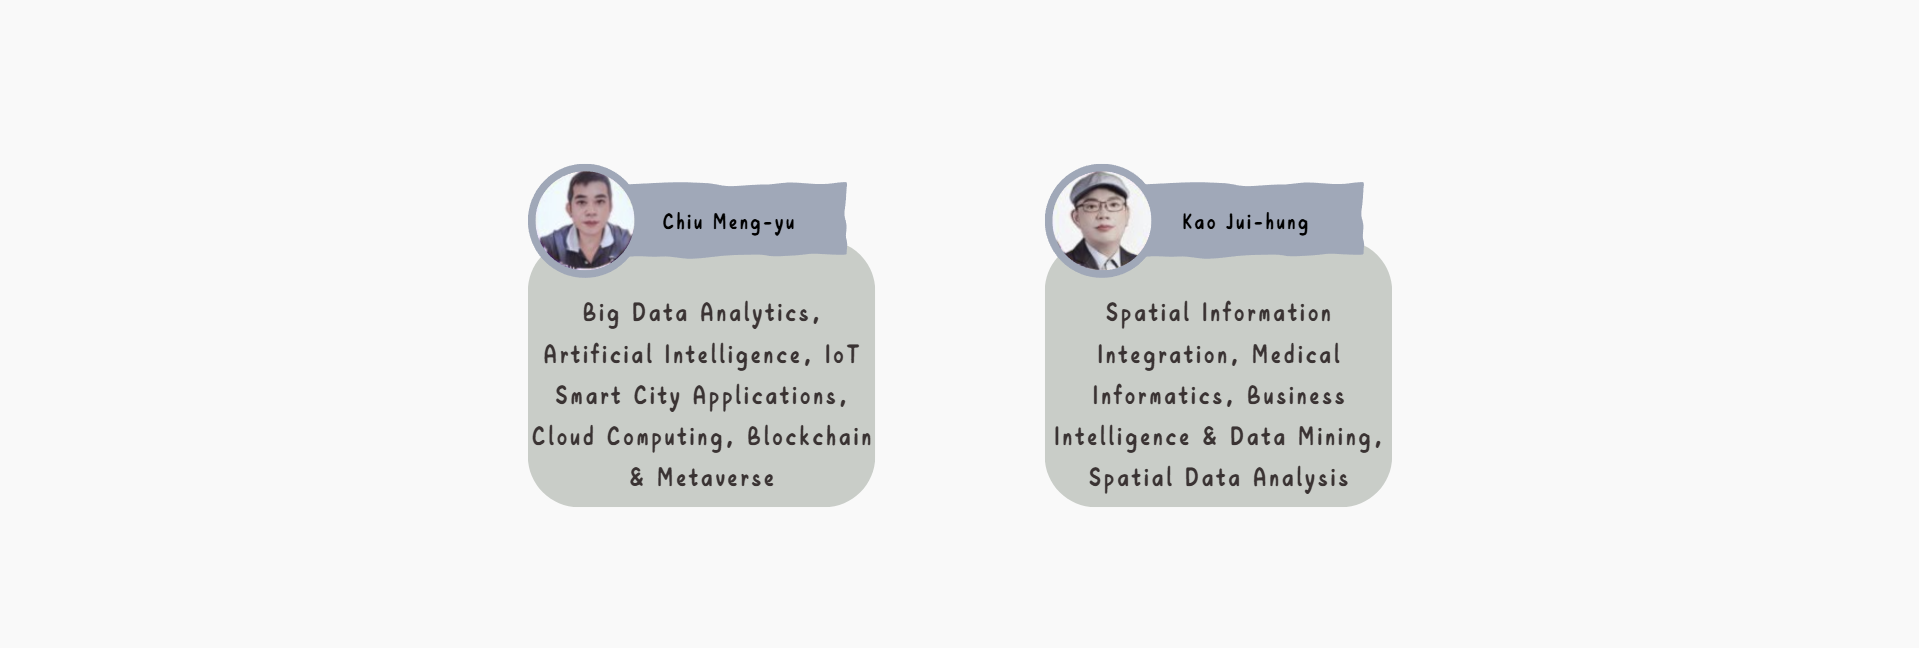 Chiu Meng-yu
Big Data Analytics,
Artificial Intelligence, IoT
Smart City Applications,
Cloud Computing, Blockchain
& Metaverse
Kao Jui-hung
Spatial Information
Integration, Medical
Informatics, Business
Intelligence & Data Mining,
Spatial Data Analysis